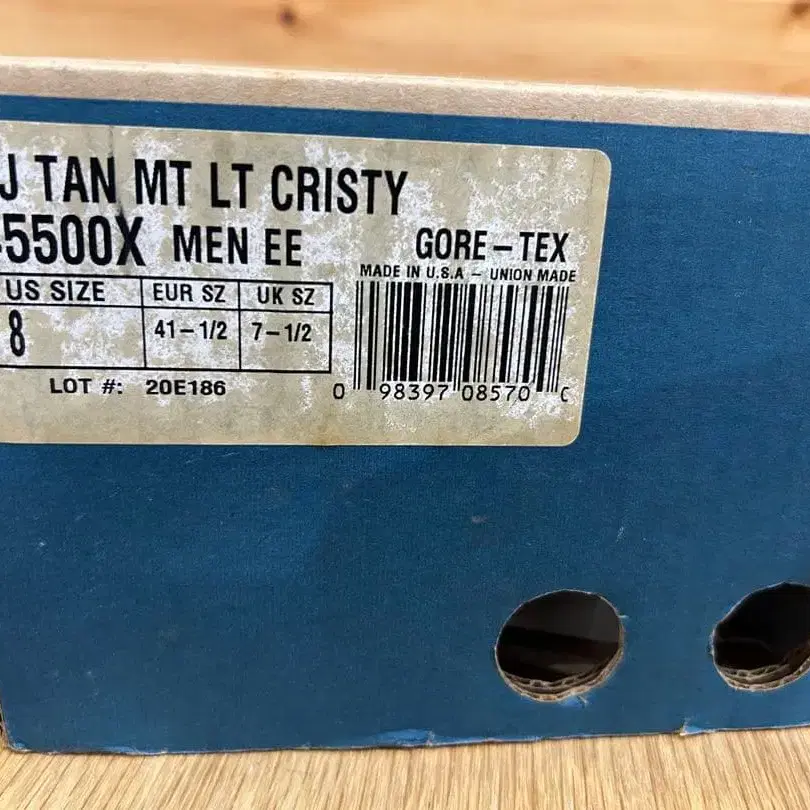 J TAN MT LT CRISTY
5500X MEN EE
GORE-TEX
MADE IN U.S.A - UNION MADE
US SIZE EUR SZ UK SZ
8 41-1/2 7-1/2
LOT #: 20E186
0 98397 08570